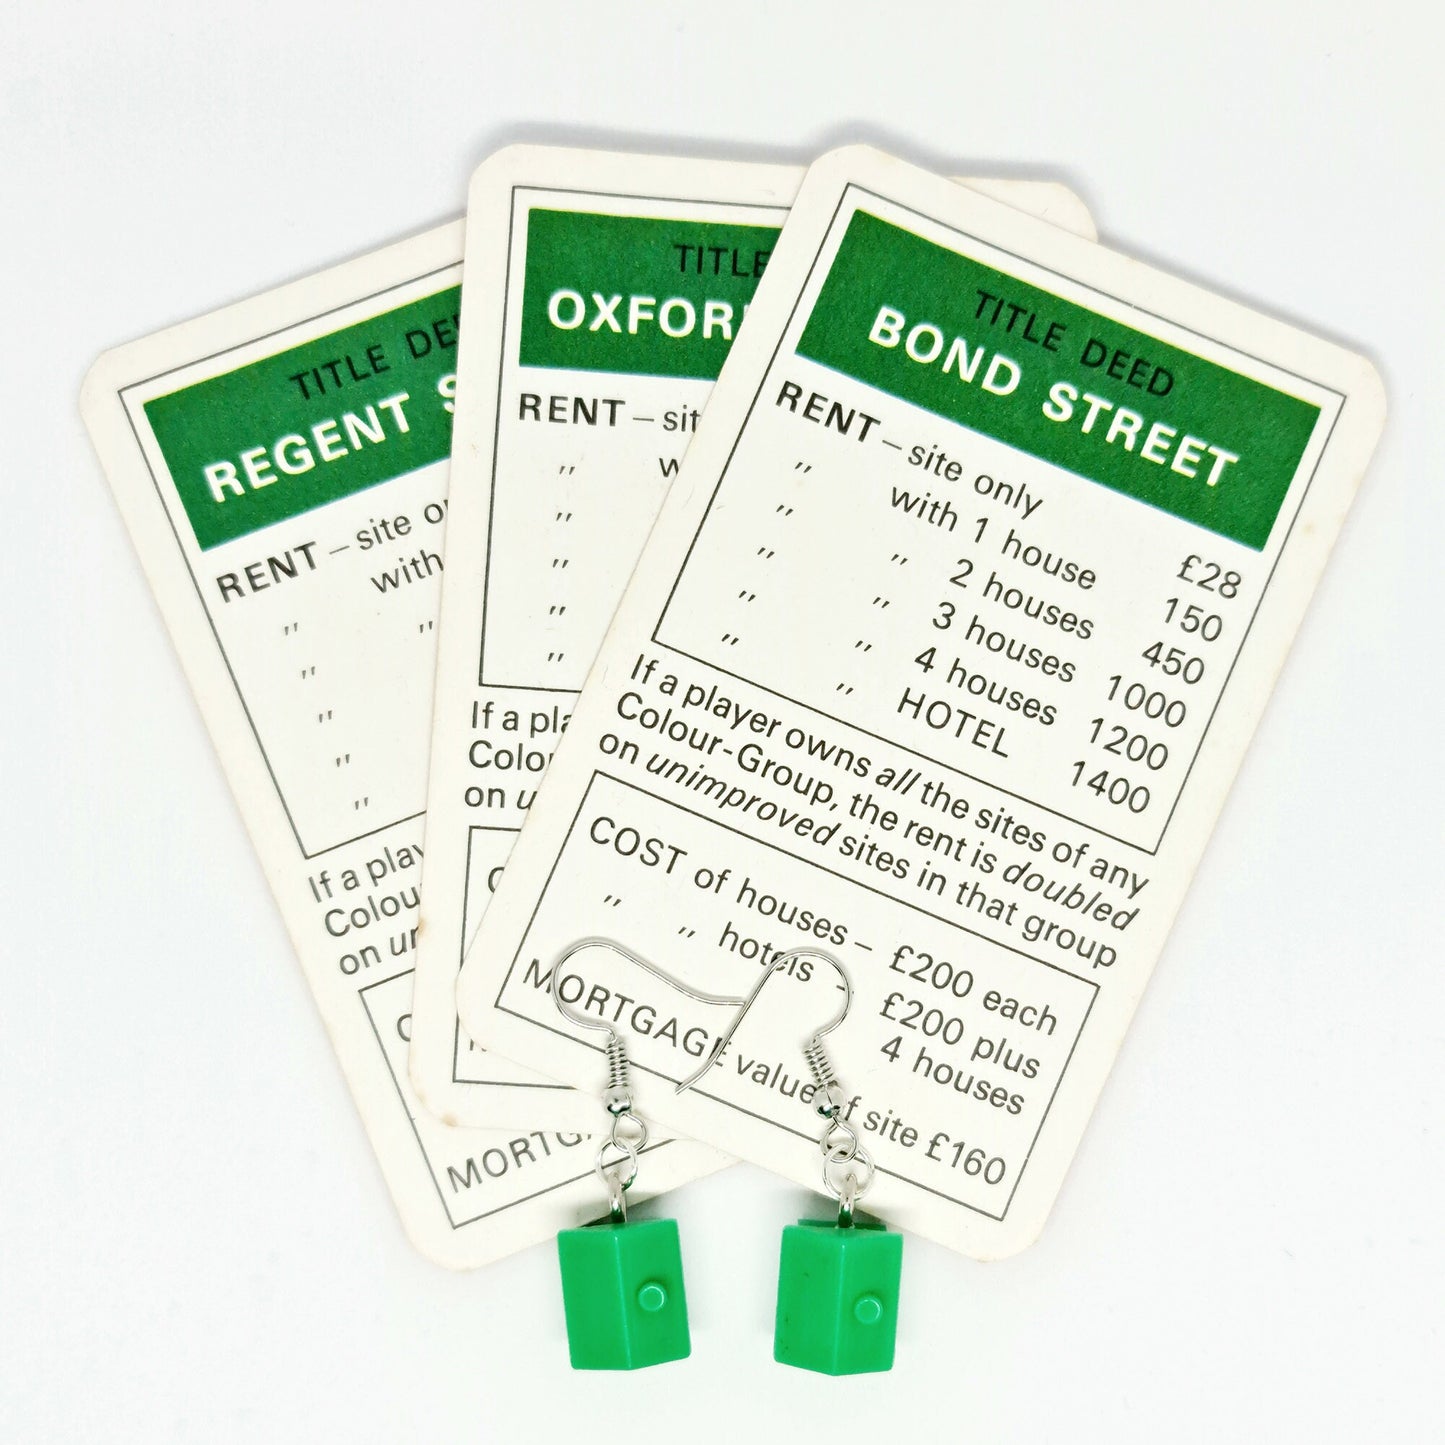 TITLE DE
REGENT S
RENT – site o
with
" "
"
"
"
"
If a play
Colou
on un
MORTGA
TITLE
OXFOR
RENT – sit
" w
"
"
"
"
If a pla
Colo
on u
TITLE DEED
BOND STREET
RENT – site only £28
" with 1 house 150
" " 2 houses 450
" " 3 houses 1000
" " 4 houses 1200
" " HOTEL 1400
If a player owns all the sites of any
Colour-Group, the rent is doubled
on unimproved sites in that group
COST of houses – £200 each
" " hotels – £200 plus
4 houses
MORTGAGE value of site £160